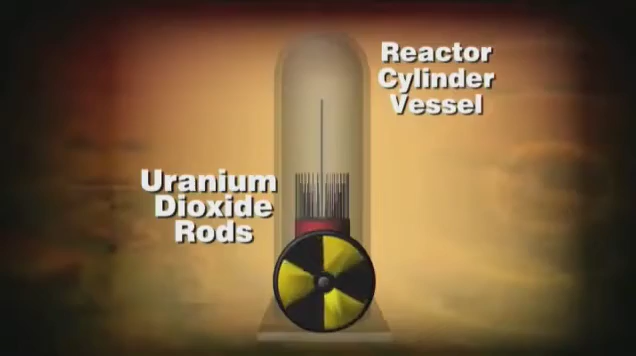 Reactor
Cylinder
Vessel
Uranium
Dioxide
Rods